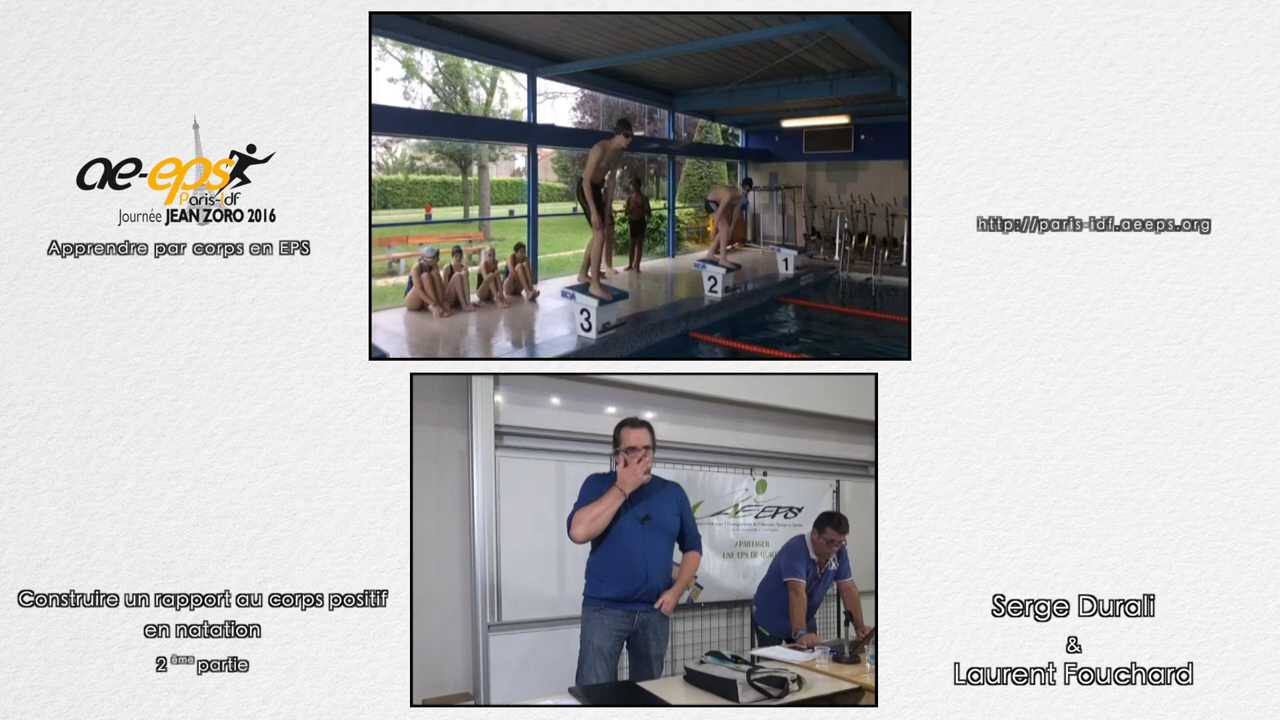 ae-eps
Paris-Idf
Journée JEAN ZORO 2016
Apprendre par corps en EPS
http://paris-idf.aeeps.org
3
2
1
AE-EPS
PARTAGER
UNE EPS DE
Construire un rapport au corps positif
en natation
2 ème partie
Serge Durali
&
Laurent Fouchard